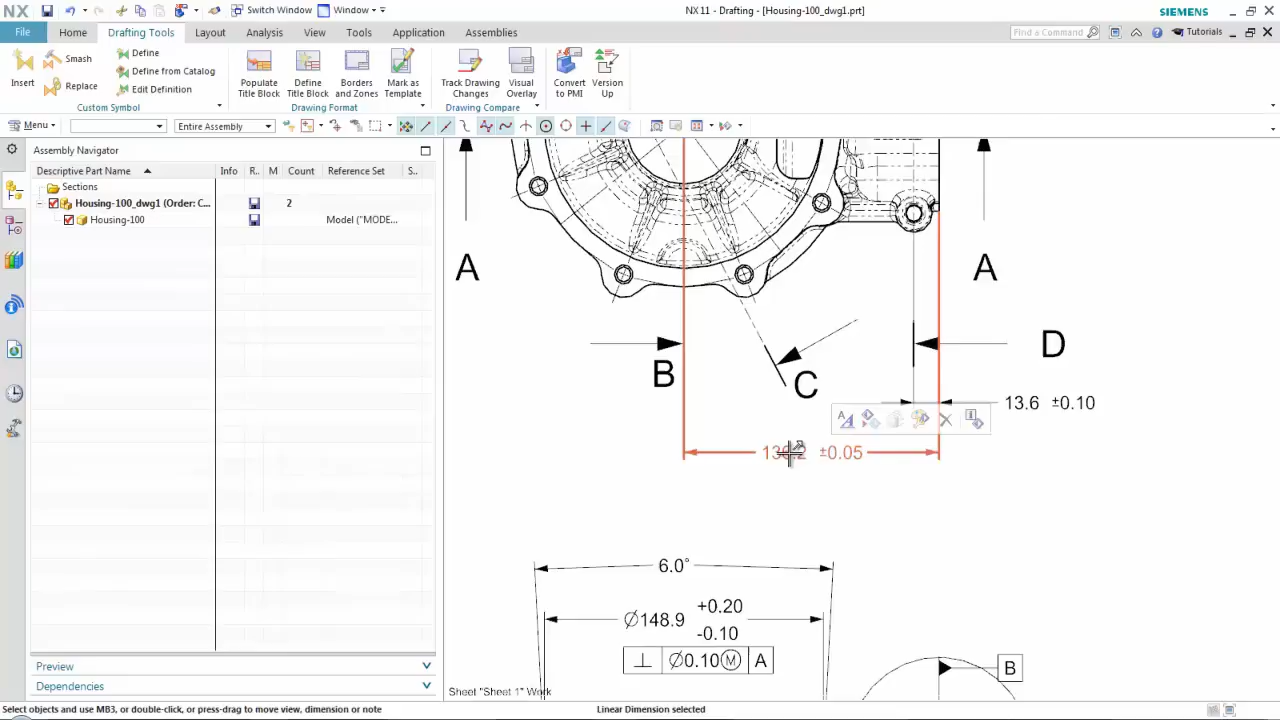 NX
Switch Window
Window
NX 11 - Drafting - [Housing-100_dwg1.prt]
SIEMENS
File
Home
Drafting Tools
Layout
Analysis
View
Tools
Application
Assemblies
Find a Command
Tutorials
Insert
Smash
Replace
Define
Define from Catalog
Edit Definition
Custom Symbol
Populate Title Block
Define Title Block
Borders and Zones
Mark as Template
Drawing Format
Track Drawing Changes
Visual Overlay
Drawing Compare
Convert to PMI
Version Up
Menu
Entire Assembly
Assembly Navigator
Descriptive Part Name
Info
R..
M
Count
Reference Set
S..
Sections
Housing-100_dwg1 (Order: C...
2
Housing-100
Model ("MODE...
Preview
Dependencies
A
A
B
C
D
13.6 ±0.10
±0.05
6.0°
Ø148.9
+0.20
-0.10
⊥ Ø0.10Ⓜ A
B
Sheet "Sheet 1" Work
Select objects and use MB3, or double-click, or press-drag to move view, dimension or note
Linear Dimension selected